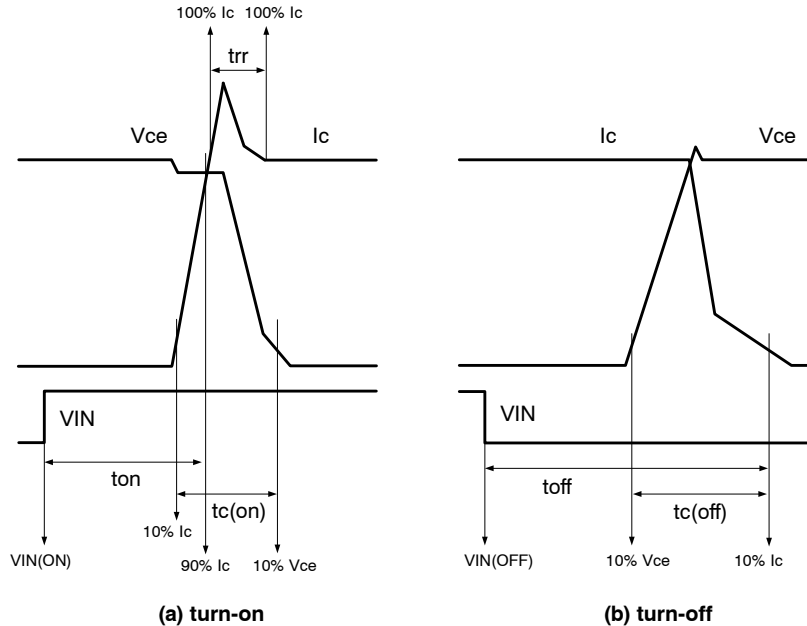 100% Ic 100% Ic
trr
Vce Ic
Ic Vce
VIN
VIN
ton
toff
tc(on)
tc(off)
10% Ic
VIN(ON)
90% Ic 10% Vce
VIN(OFF) 10% Vce 10% Ic
(a) turn-on
(b) turn-off